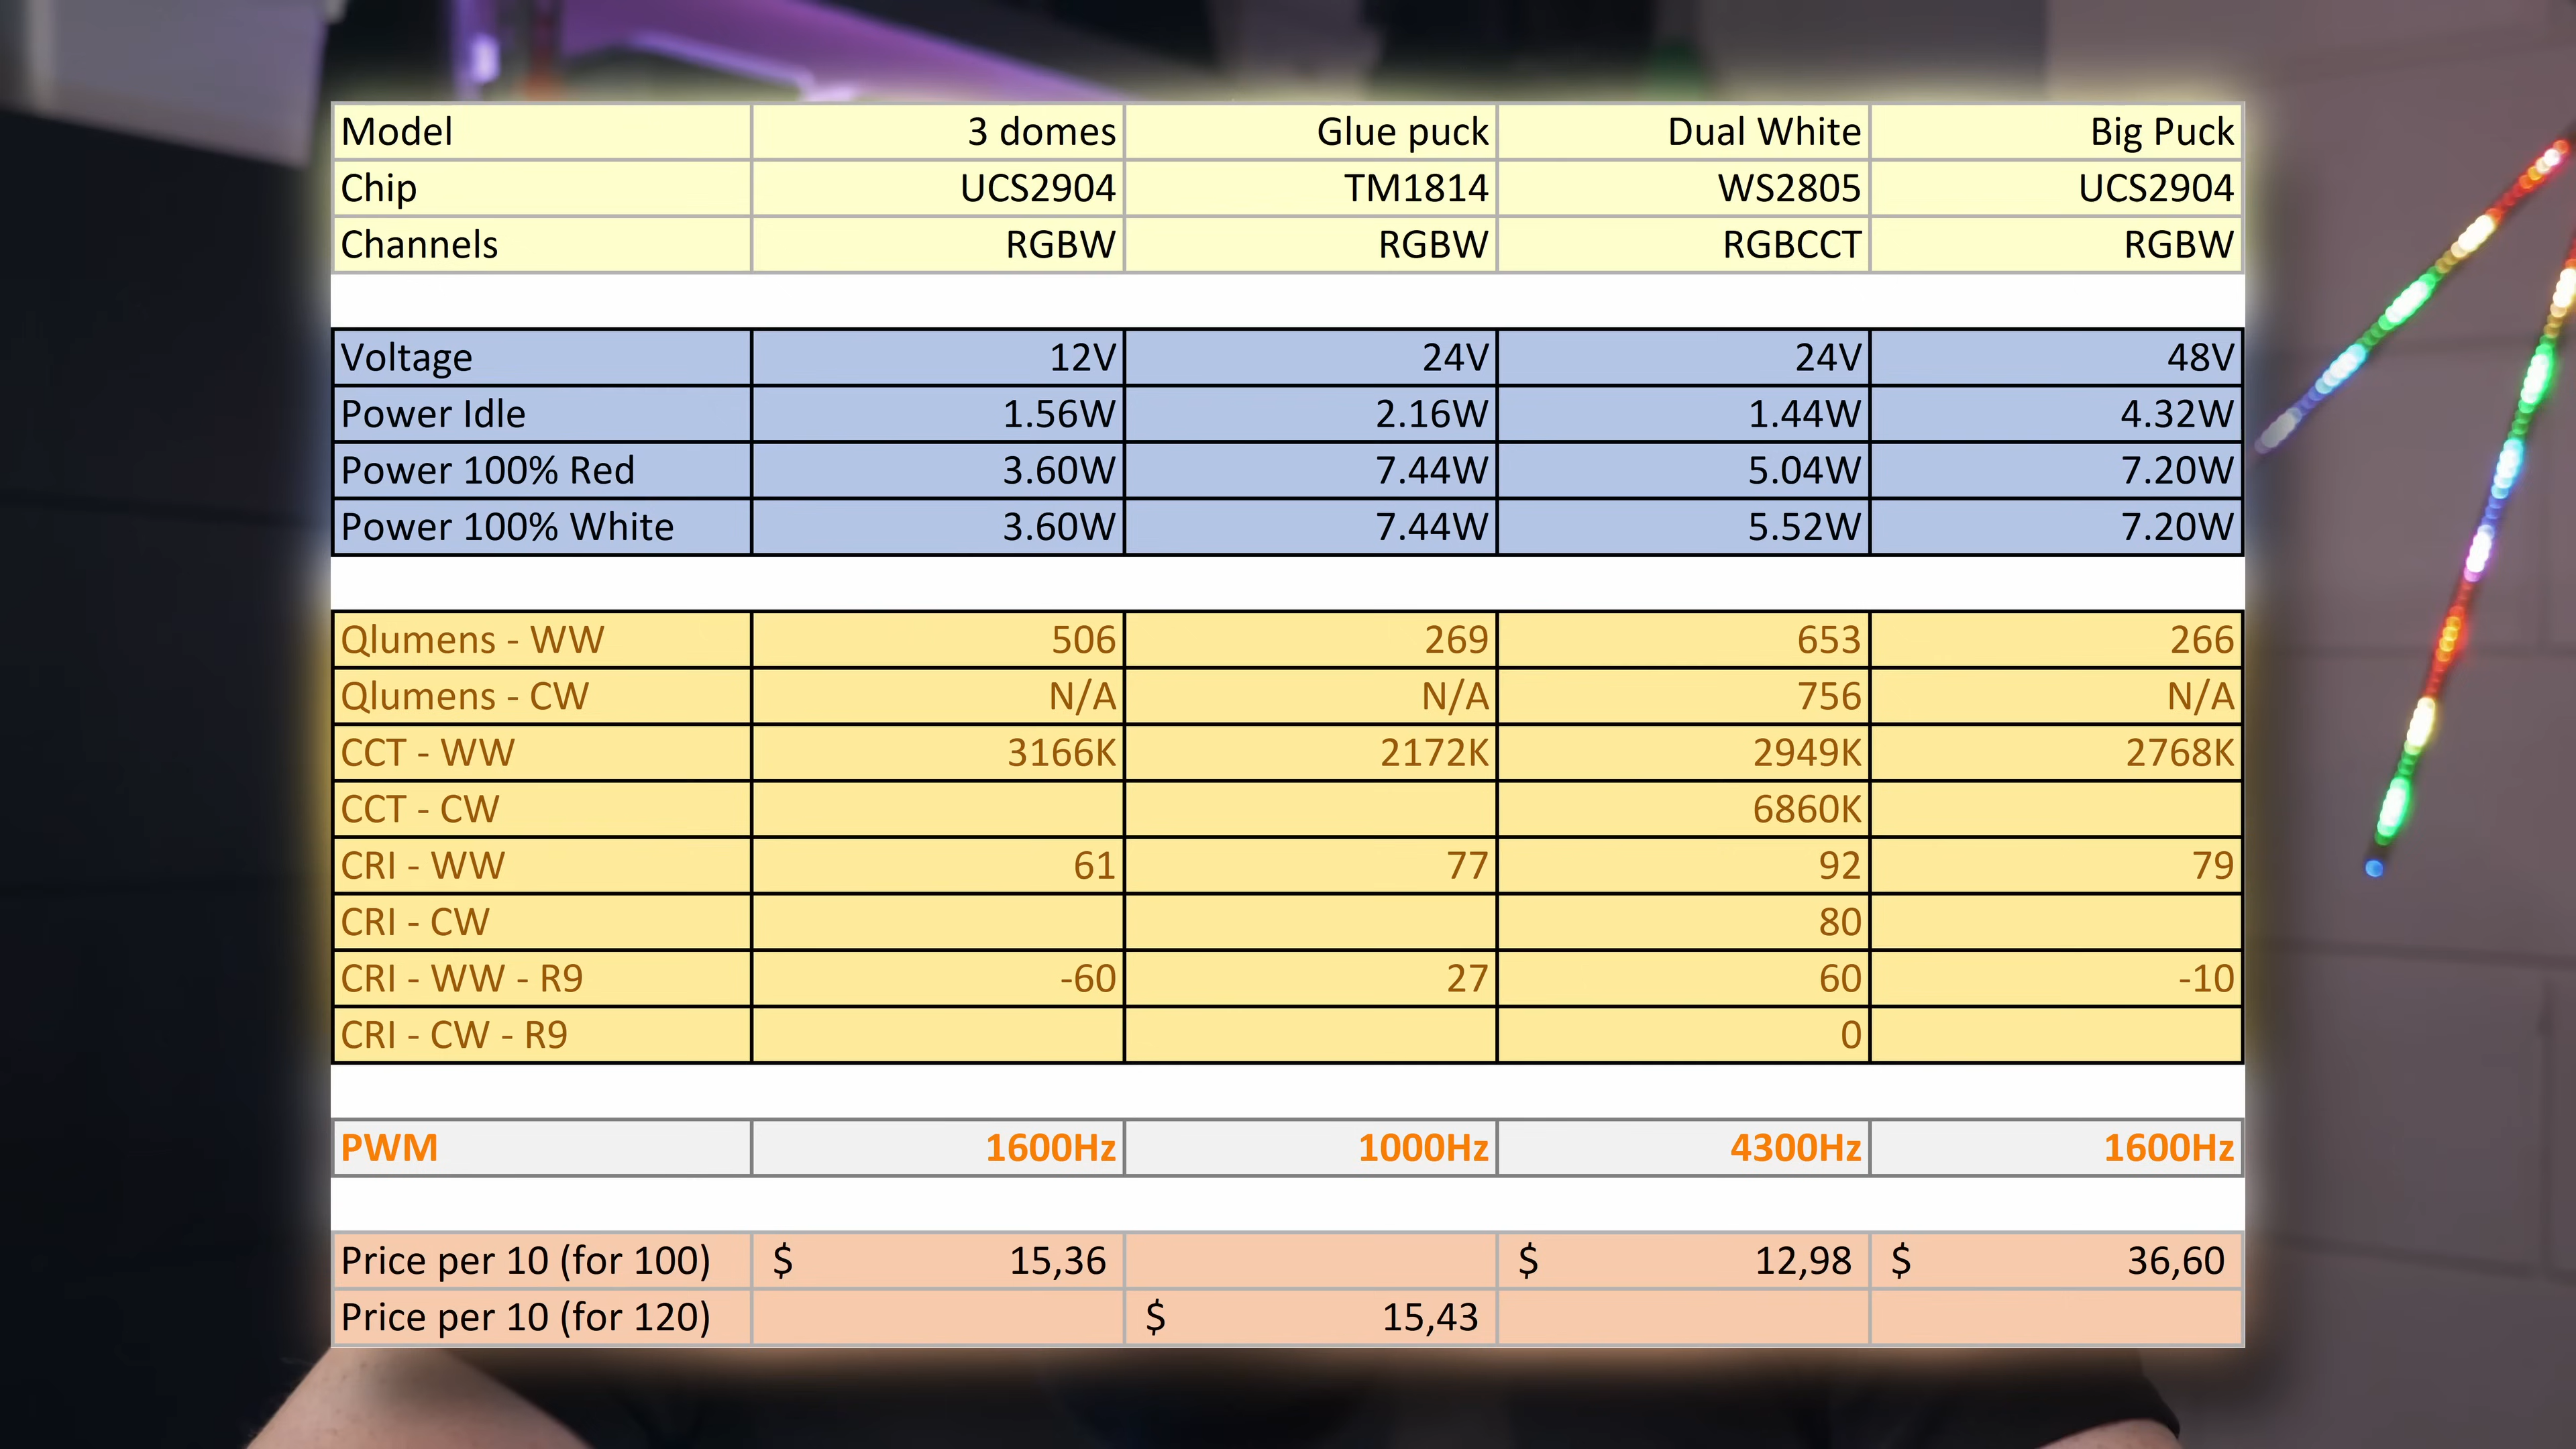 Model 3 domes Glue puck Dual White Big Puck
Chip UCS2904 TM1814 WS2805 UCS2904
Channels RGBW RGBW RGBCCT RGBW
Voltage 12V 24V 24V 48V
Power Idle 1.56W 2.16W 1.44W 4.32W
Power 100% Red 3.60W 7.44W 5.04W 7.20W
Power 100% White 3.60W 7.44W 5.52W 7.20W
Qlumens - WW 506 269 653 266
Qlumens - CW N/A N/A 756 N/A
CCT - WW 3166K 2172K 2949K 2768K
CCT - CW 6860K
CRI - WW 61 77 92 79
CRI - CW 80
CRI - WW - R9 -60 27 60 -10
CRI - CW - R9 0
PWM 1600Hz 1000Hz 4300Hz 1600Hz
Price per 10 (for 100) $ 15,36 $ 12,98 $ 36,60
Price per 10 (for 120) $ 15,43